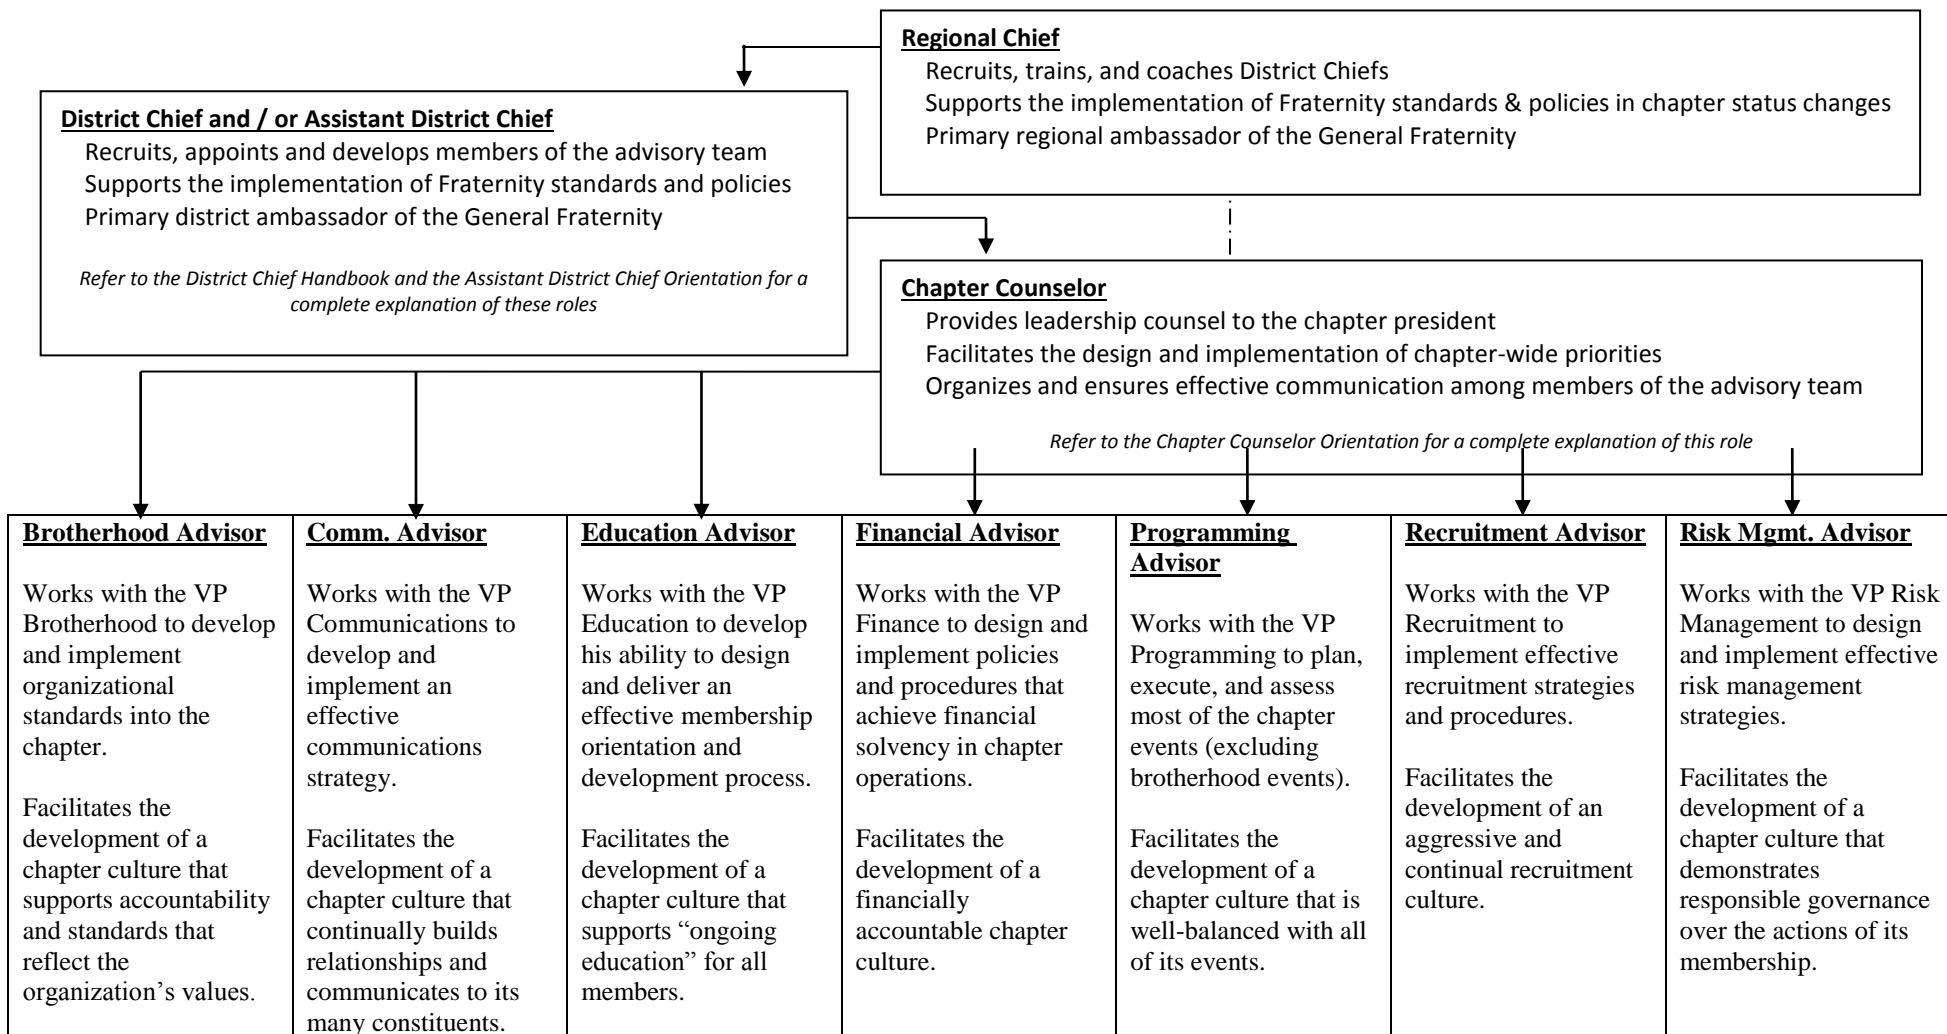 Regional Chief
Recruits, trains, and coaches District Chiefs
Supports the implementation of Fraternity standards & policies in chapter status changes
Primary regional ambassador of the General Fraternity
District Chief and / or Assistant District Chief
Recruits, appoints and develops members of the advisory team
Supports the implementation of Fraternity standards and policies
Primary district ambassador of the General Fraternity
Refer to the District Chief Handbook and the Assistant District Chief Orientation for a
complete explanation of these roles
Chapter Counselor
Provides leadership counsel to the chapter president
Facilitates the design and implementation of chapter-wide priorities
Organizes and ensures effective communication among members of the advisory team
Refer to the Chapter Counselor Orientation for a complete explanation of this role
Brotherhood Advisor
Works with the VP
Brotherhood to develop
and implement
organizational
standards into the
chapter.
Facilitates the
development of a
chapter culture that
supports accountability
and standards that
reflect the
organization’s values.
Comm. Advisor
Works with the VP
Communications to
develop and
implement an
effective
communications
strategy.
Facilitates the
development of a
chapter culture that
continually builds
relationships and
communicates to its
many constituents.
Education Advisor
Works with the VP
Education to develop
his ability to design
and deliver an
effective membership
orientation and
development process.
Facilitates the
development of a
chapter culture that
supports “ongoing
education” for all
members.
Financial Advisor
Works with the VP
Finance to design and
implement policies
and procedures that
achieve financial
solvency in chapter
operations.
Facilitates the
development of a
financially
accountable chapter
culture.
Programming
Advisor
Works with the VP
Programming to plan,
execute, and assess
most of the chapter
events (excluding
brotherhood events).
Facilitates the
development of a
chapter culture that is
well-balanced with all
of its events.
Recruitment Advisor
Works with the VP
Recruitment to
implement effective
recruitment strategies
and procedures.
Facilitates the
development of an
aggressive and
continual recruitment
culture.
Risk Mgmt. Advisor
Works with the VP Risk
Management to design
and implement effective
risk management
strategies.
Facilitates the
development of a
chapter culture that
demonstrates
responsible governance
over the actions of its
membership.